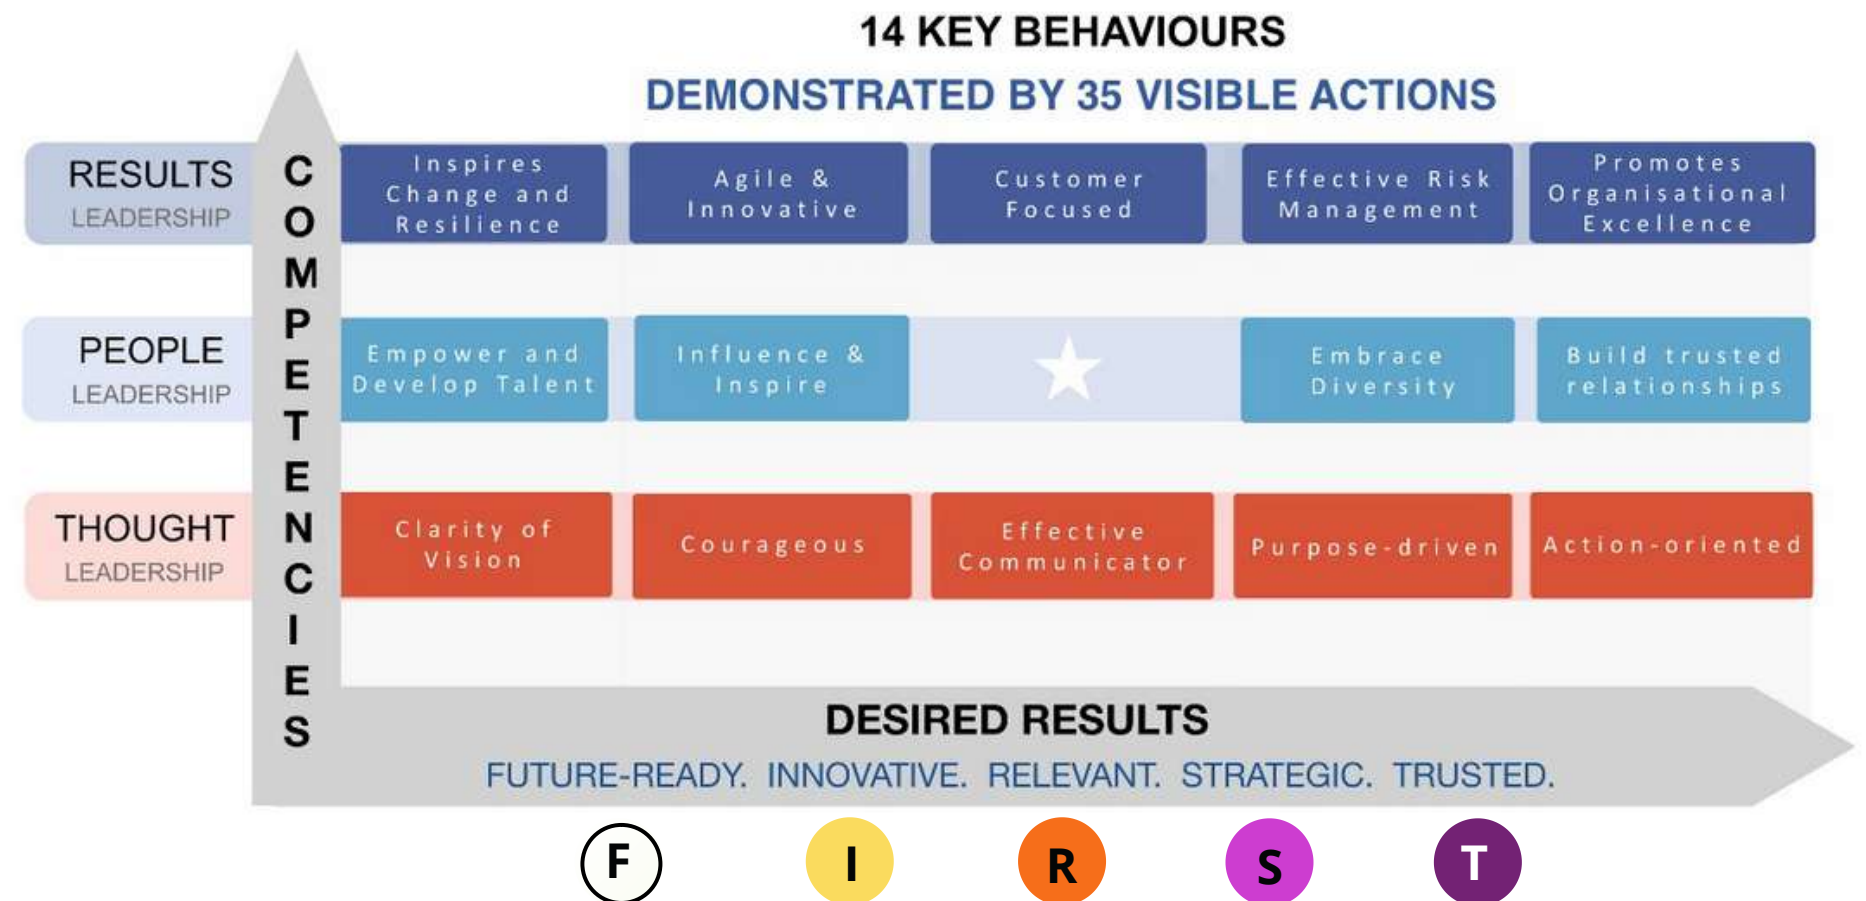 14 KEY BEHAVIOURS
DEMONSTRATED BY 35 VISIBLE ACTIONS
RESULTS
LEADERSHIP
Inspires
Change and
Resilience
Agile &
Innovative
Customer
Focused
Effective Risk
Management
Promotes
Organisational
Excellence
PEOPLE
LEADERSHIP
Empower and
Develop Talent
Influence &
Inspire
Embrace
Diversity
Build trusted
relationships
THOUGHT
LEADERSHIP
Clarity of
Vision
Courageous
Effective
Communicator
Purpose-driven
Action-oriented
COMPETENCIES
DESIRED RESULTS
FUTURE-READY. INNOVATIVE. RELEVANT. STRATEGIC. TRUSTED.
F I R S T